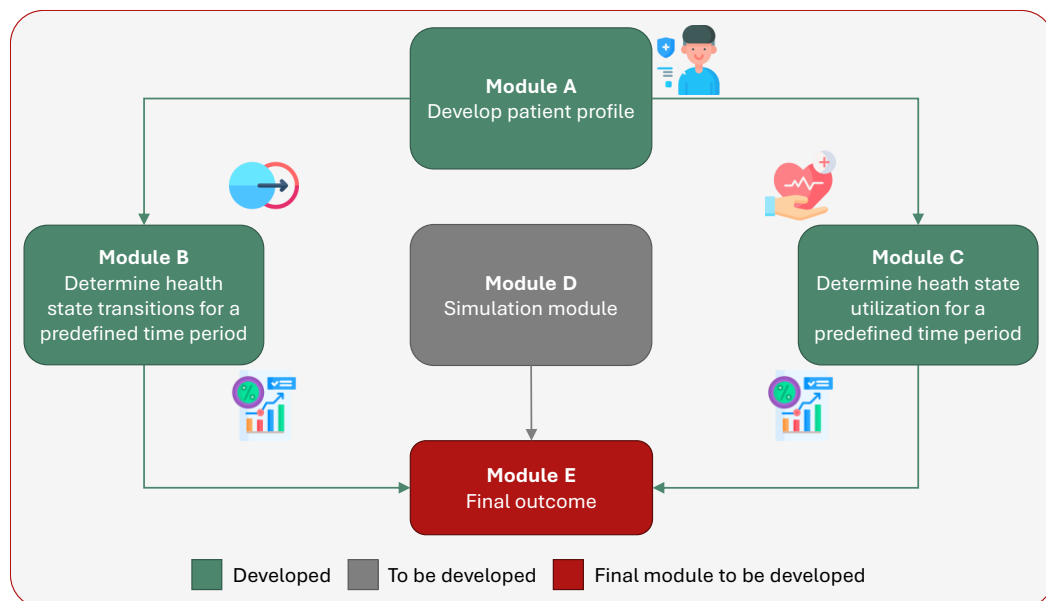 Module A
Develop patient profile
Module B
Determine health
state transitions for a
predefined time period
Module D
Simulation module
Module C
Determine heath state
utilization for a
predefined time period
%
%
Module E
Final outcome
Developed
To be developed
Final module to be developed